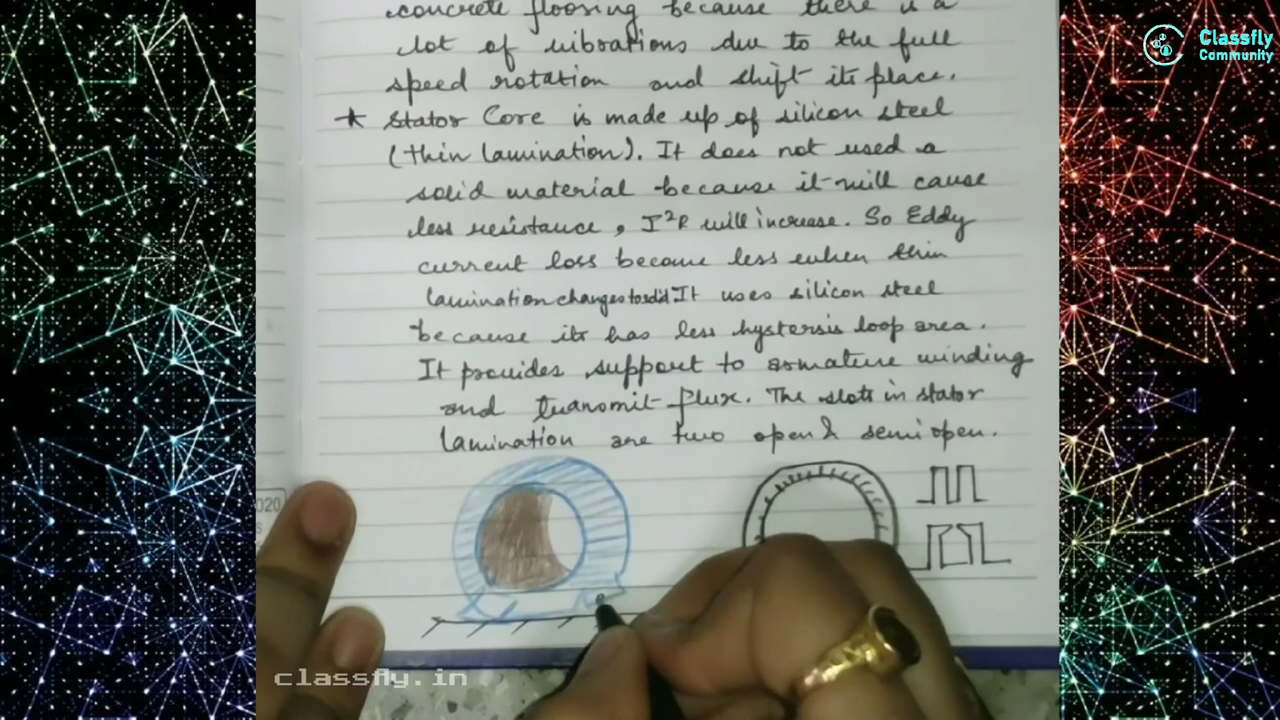 concrete floosing because there is a
lot of vibrations due to the full
speed rotation and shift its place.
★ Stator Core is made up of silicon steel
(thin lamination). It does not used a
solid material because it will cause
less resistance, I²R will increase. So Eddy
current loss become less when thin
lamination changes to solid. It uses silicon steel
because its has less hystersis loop area.
It provides support to armature winding
and transmit flux. The slots in stator
lamination are two open & semi open.
Classfly
Community
classfly.in